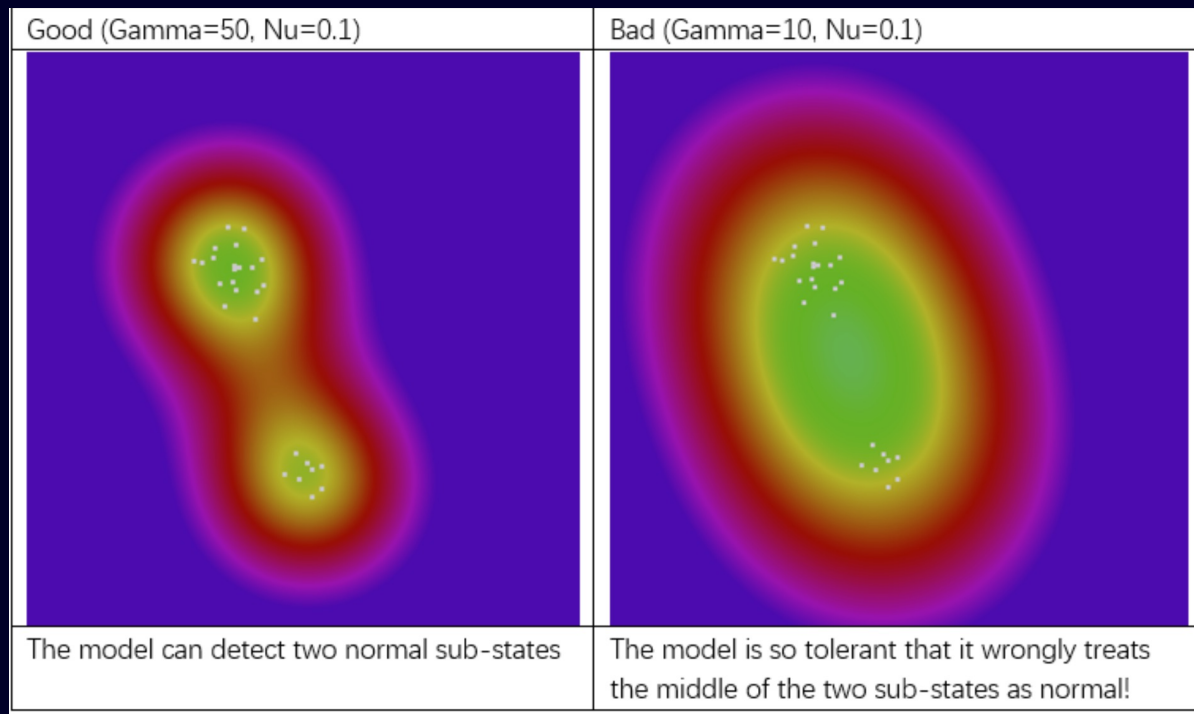 Good (Gamma=50, Nu=0.1)
Bad (Gamma=10, Nu=0.1)
The model can detect two normal sub-states
The model is so tolerant that it wrongly treats
the middle of the two sub-states as normal!